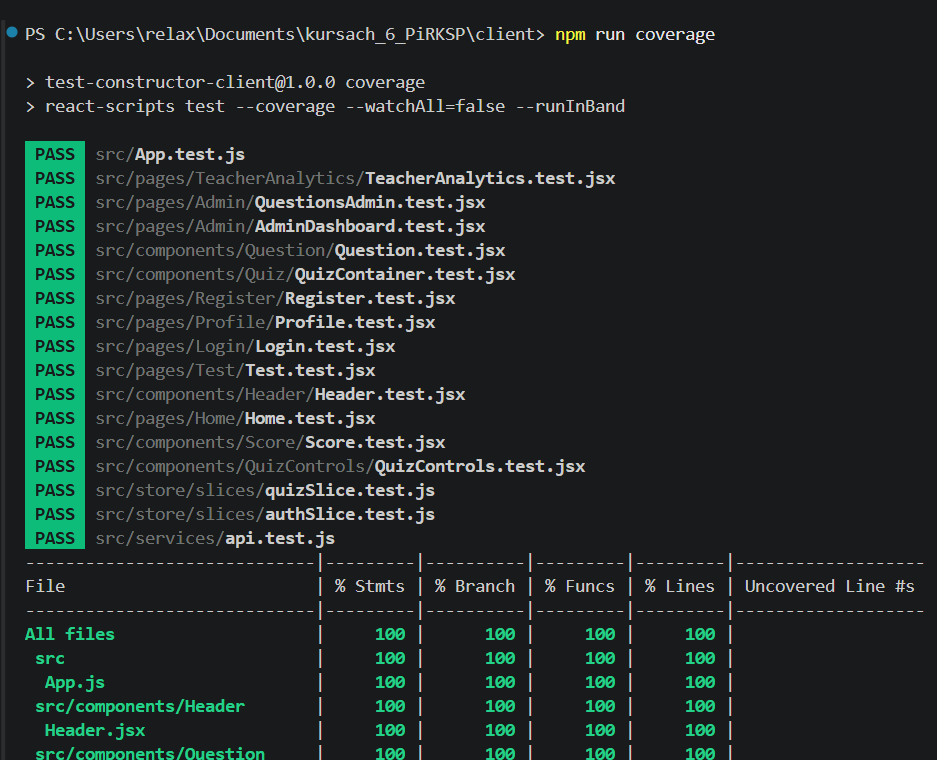 PS C:\Users\relax\Documents\kursach_6_PiRKSP\client> npm run coverage
> test-constructor-client@1.0.0 coverage
> react-scripts test --coverage --watchAll=false --runInBand
PASS src/App.test.js
PASS src/pages/TeacherAnalytics/TeacherAnalytics.test.jsx
PASS src/pages/Admin/QuestionsAdmin.test.jsx
PASS src/pages/Admin/AdminDashboard.test.jsx
PASS src/components/Question/Question.test.jsx
PASS src/components/Quiz/QuizContainer.test.jsx
PASS src/pages/Register/Register.test.jsx
PASS src/pages/Profile/Profile.test.jsx
PASS src/pages/Login/Login.test.jsx
PASS src/pages/Test/Test.test.jsx
PASS src/components/Header/Header.test.jsx
PASS src/pages/Home/Home.test.jsx
PASS src/components/Score/Score.test.jsx
PASS src/components/QuizControls/QuizControls.test.jsx
PASS src/store/slices/quizSlice.test.js
PASS src/store/slices/authSlice.test.js
PASS src/services/api.test.js
-----------------------------|---------|----------|---------|---------|-------------------
File                         | % Stmts | % Branch | % Funcs | % Lines | Uncovered Line #s
-----------------------------|---------|----------|---------|---------|-------------------
All files                    |     100 |      100 |     100 |     100 |
 src                         |     100 |      100 |     100 |     100 |
  App.js                     |     100 |      100 |     100 |     100 |
 src/components/Header       |     100 |      100 |     100 |     100 |
  Header.jsx                 |     100 |      100 |     100 |     100 |
 src/components/Question     |     100 |      100 |     100 |     100 |